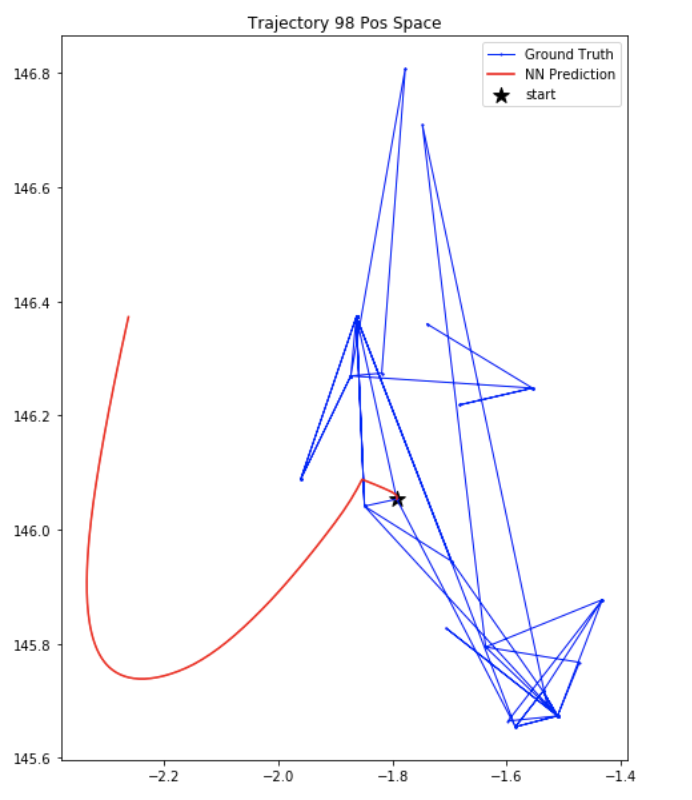 Trajectory 98 Pos Space
Ground Truth
NN Prediction
start
146.8
146.6
146.4
146.2
146.0
145.8
145.6
−2.2 −2.0 −1.8 −1.6 −1.4